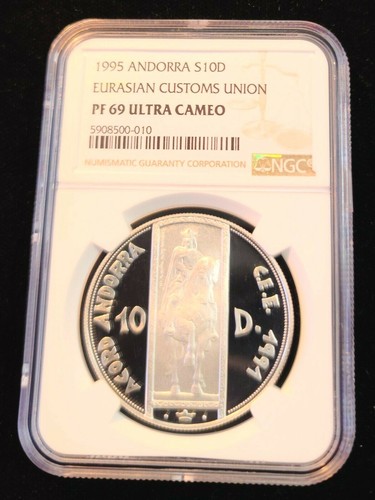 1995 ANDORRA S10D
EURASIAN CUSTOMS UNION
PF 69 ULTRA CAMEO
5908500-010
NUMISMATIC GUARANTY CORPORATION
NGC
ACORD ANDORRA
C.E.E. 1991
10 D.